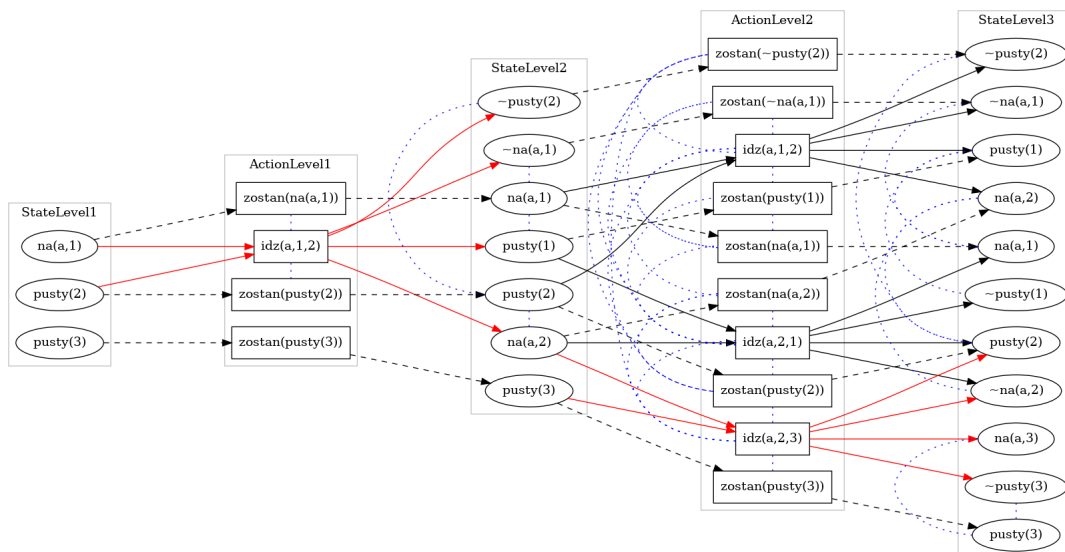 StateLevel1
na(a,1)
pusty(2)
pusty(3)
ActionLevel1
zostan(na(a,1))
idz(a,1,2)
zostan(pusty(2))
zostan(pusty(3))
StateLevel2
~pusty(2)
~na(a,1)
na(a,1)
pusty(1)
pusty(2)
na(a,2)
pusty(3)
ActionLevel2
zostan(~pusty(2))
zostan(~na(a,1))
idz(a,1,2)
zostan(pusty(1))
zostan(na(a,1))
zostan(na(a,2))
idz(a,2,1)
zostan(pusty(2))
idz(a,2,3)
zostan(pusty(3))
StateLevel3
~pusty(2)
~na(a,1)
pusty(1)
na(a,2)
na(a,1)
~pusty(1)
pusty(2)
~na(a,2)
na(a,3)
~pusty(3)
pusty(3)